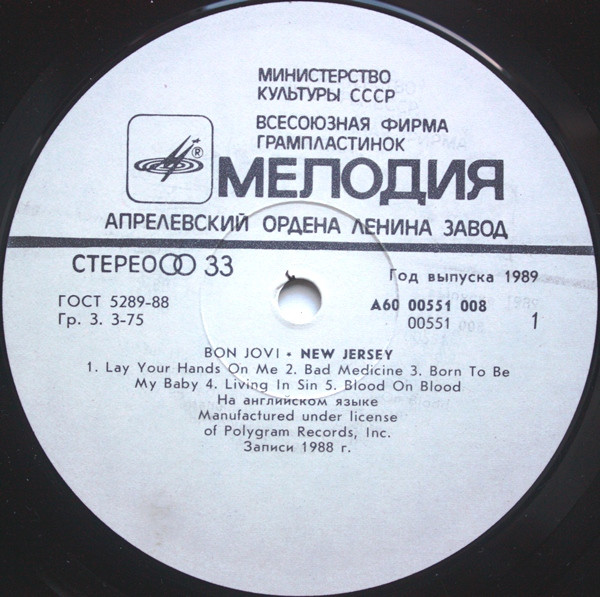 МИНИСТЕРСТВО
КУЛЬТУРЫ СССР
ВСЕСОЮЗНАЯ ФИРМА
ГРАМПЛАСТИНОК
®
МЕЛОДИЯ
АПРЕЛЕВСКИЙ ОРДЕНА ЛЕНИНА ЗАВОД
СТЕРЕО 33
Год выпуска 1989
ГОСТ 5289-88
А60 00551 008
Гр. 3. 3-75
00551
1
BON JOVI • NEW JERSEY
1. Lay Your Hands On Me 2. Bad Medicine 3. Born To Be
My Baby 4. Living In Sin 5. Blood On Blood
На английском языке
Manufactured under license
of Polygram Records, Inc.
Записи 1988 г.